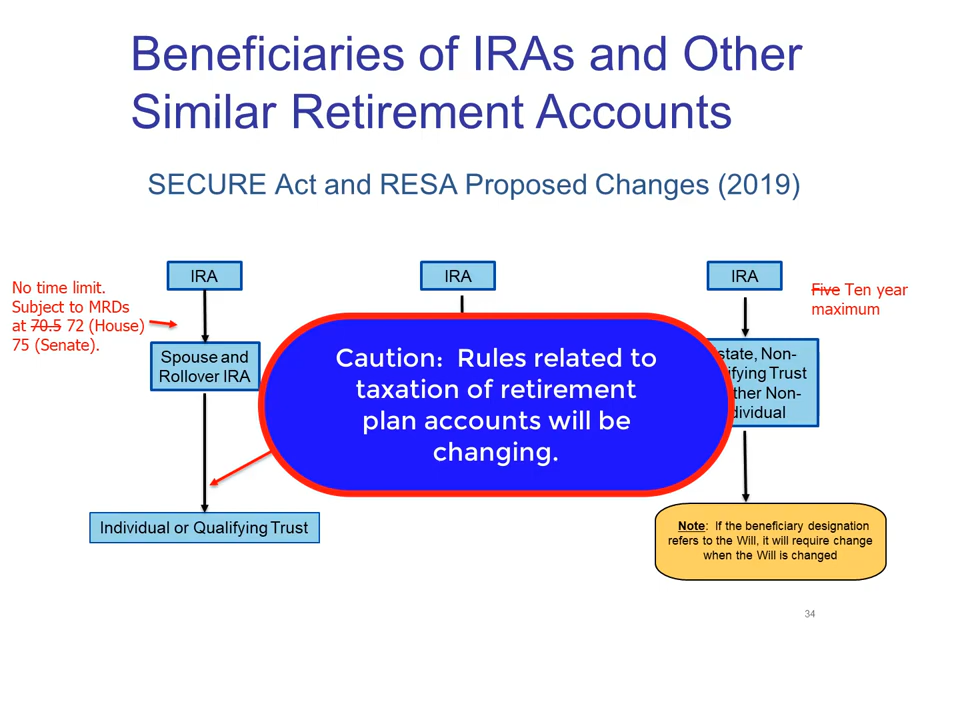 Beneficiaries of IRAs and Other
Similar Retirement Accounts
SECURE Act and RESA Proposed Changes (2019)
IRA
IRA
IRA
No time limit.
Subject to MRDs
at 70.5 72 (House)
75 (Senate).
Five Ten year
maximum
Spouse and
Rollover IRA
Caution: Rules related to
taxation of retirement
plan accounts will be
changing.
state, Non-
ifying Trust
ther Non-
dividual
Individual or Qualifying Trust
Note: If the beneficiary designation
refers to the Will, it will require change
when the Will is changed
34